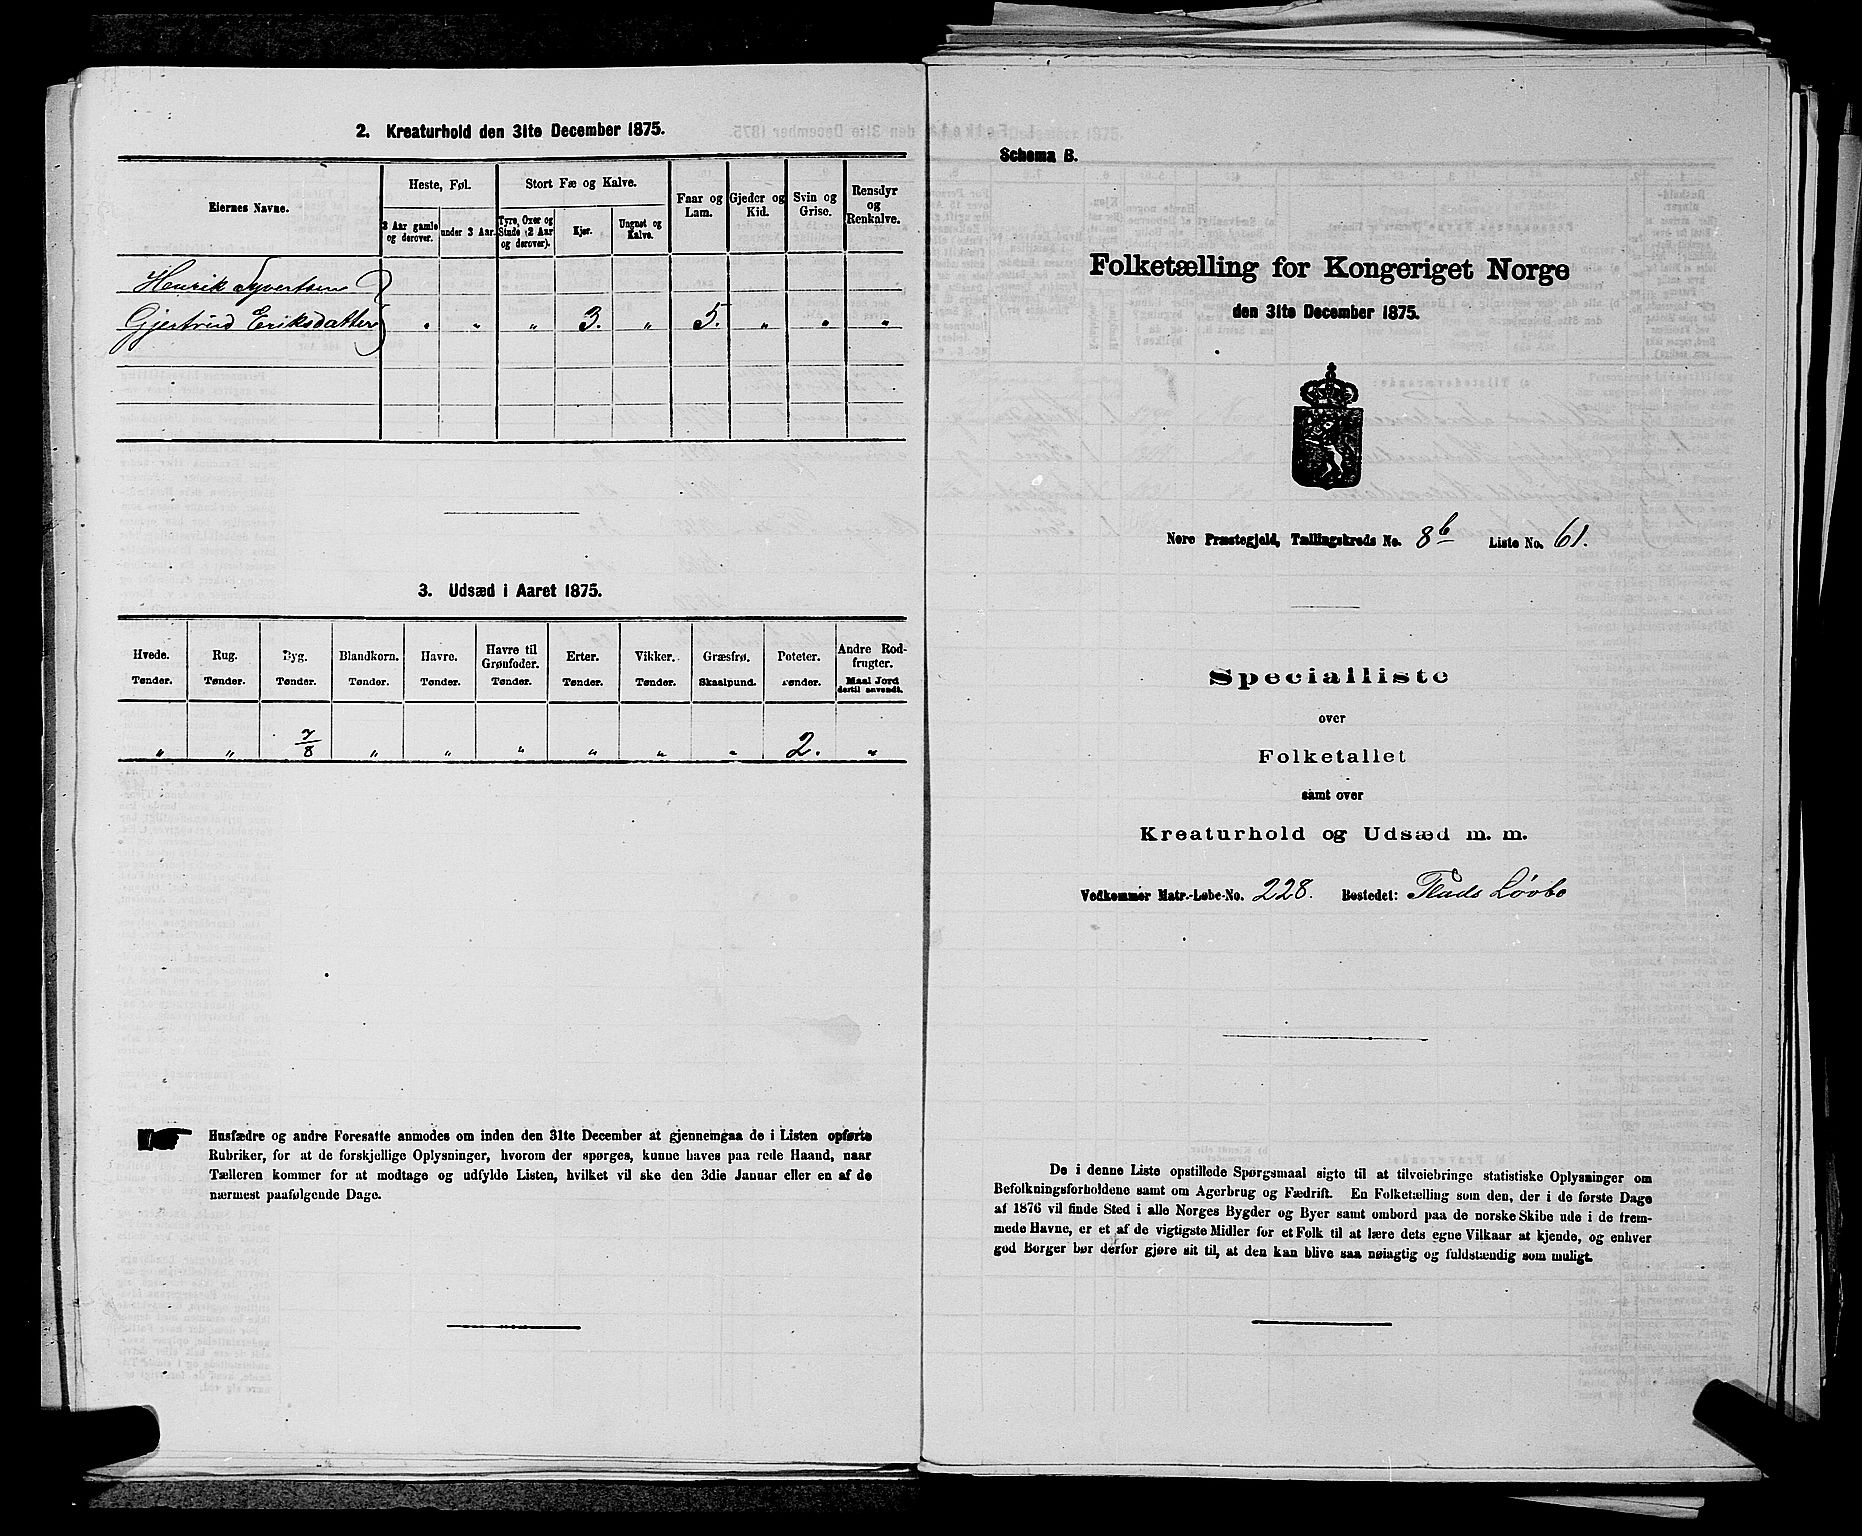 2. Kreaturhold den 31te December 1875.
Eiernes Navne.
Heste, Føl.
Stort Fæ og Kalve.
Faar og Lam.
Gjeder og Kid.
Svin og Grise.
Rensdyr og Renkalve.
3 Aar gamle og derover.
under 3 Aar.
Tyre, Oxer og Stude (2 Aar og derover).
Kjør.
Ungnøt og Kalve.
Henrik Syvertsen
Gjertrud Eriksdatter " " " 3. " 5. " " "
3. Udsæd i Aaret 1875.
Hvede. Rug. Byg. Blandkorn. Havre. Havre til Grønfoder. Erter. Vikker. Græsfrø. Poteter. Andre Rodfrugter.
Tønder. Tønder. Tønder. Tønder. Tønder. Tønder. Tønder. Tønder. Skaalpund. Tønder. Maal Jord dertil anvendt.
" " 7/8 " " " " " " 2. "
Husfædre og andre Foresatte anmodes om inden den 31te December at gjennemgaa de i Listen opførte
Rubriker, for at de forskjellige Oplysninger, hvorom der spørges, kunne haves paa rede Haand, naar
Tælleren kommer for at modtage og udfylde Listen, hvilket vil ske den 3die Januar eller en af de
nærmest paafølgende Dage.
Schema B.
Folketælling for Kongeriget Norge
den 31te December 1875.
Nore Præstegjeld, Tællingskreds No. 8b Liste No. 61.
Specialliste
over
Folketallet
samt over
Kreaturhold og Udsæd m. m.
Vedkommer Matr.-Løbe-No. 228. Bostedet: Løvbo
De i denne Liste opstillede Spørgsmaal sigte til at tilveiebringe statistiske Oplysninger om
Befolkningsforholdene samt om Agerbrug og Fædrift. En Folketælling som den, der i de første Dage
af 1876 vil finde Sted i alle Norges Bygder og Byer samt ombord paa de norske Skibe ude i de frem-
mede Havne, er et af de vigtigste Midler for et Folk til at lære dets egne Vilkaar at kjende, og enhver
god Borger bør derfor gjøre sit til, at den kan blive saa nøiagtig og fuldstændig som muligt.